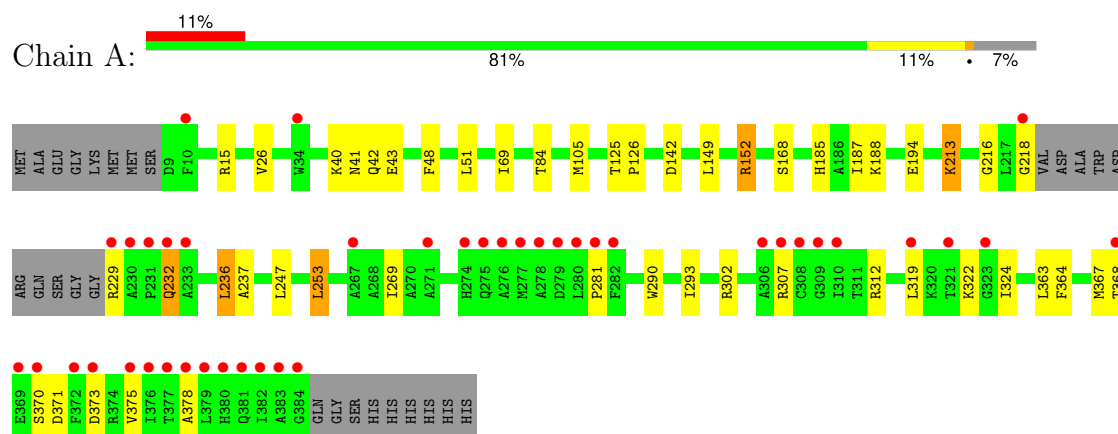 11%
Chain A:
81% 11% • 7%
MET ALA GLU GLY LYS MET MET SER D9 F10 R15 V26 W34 K40 N41 Q42 E43 F48 L51 I69 T84 M105 T125 P126 D142 L149 R152 S168 H185 A186 I187 K188 E194 K213 G216 L217 G218 VAL ASP ALA TRP ASP
ARG GLN SER GLY GLY R229 A230 P231 Q232 A233 L236 A237 L247 L253 A267 A268 I269 A270 A271 H274 Q275 A276 M277 A278 D279 L280 P281 F282 W290 I293 R302 A306 R307 C308 G309 I310 T311 R312 L319 K320 T321 K322 G323 I324 L363 F364 M367 T368
E369 S370 D371 F372 D373 R374 V375 I376 T377 A378 L379 H380 Q381 I382 A383 G384 GLN GLY SER HIS HIS HIS HIS HIS HIS